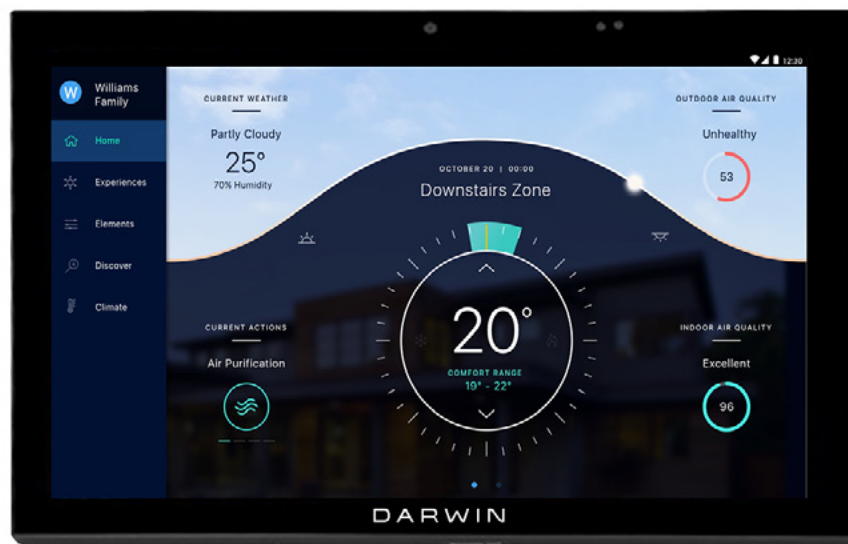 12:30
W
Williams
Family
Home
Experiences
Elements
Discover
Climate
CURRENT WEATHER
Partly Cloudy
25°
70% Humidity
OCTOBER 20 | 00:00
Downstairs Zone
OUTDOOR AIR QUALITY
Unhealthy
53
20°
COMFORT RANGE
19° - 22°
CURRENT ACTIONS
Air Purification
INDOOR AIR QUALITY
Excellent
96
DARWIN